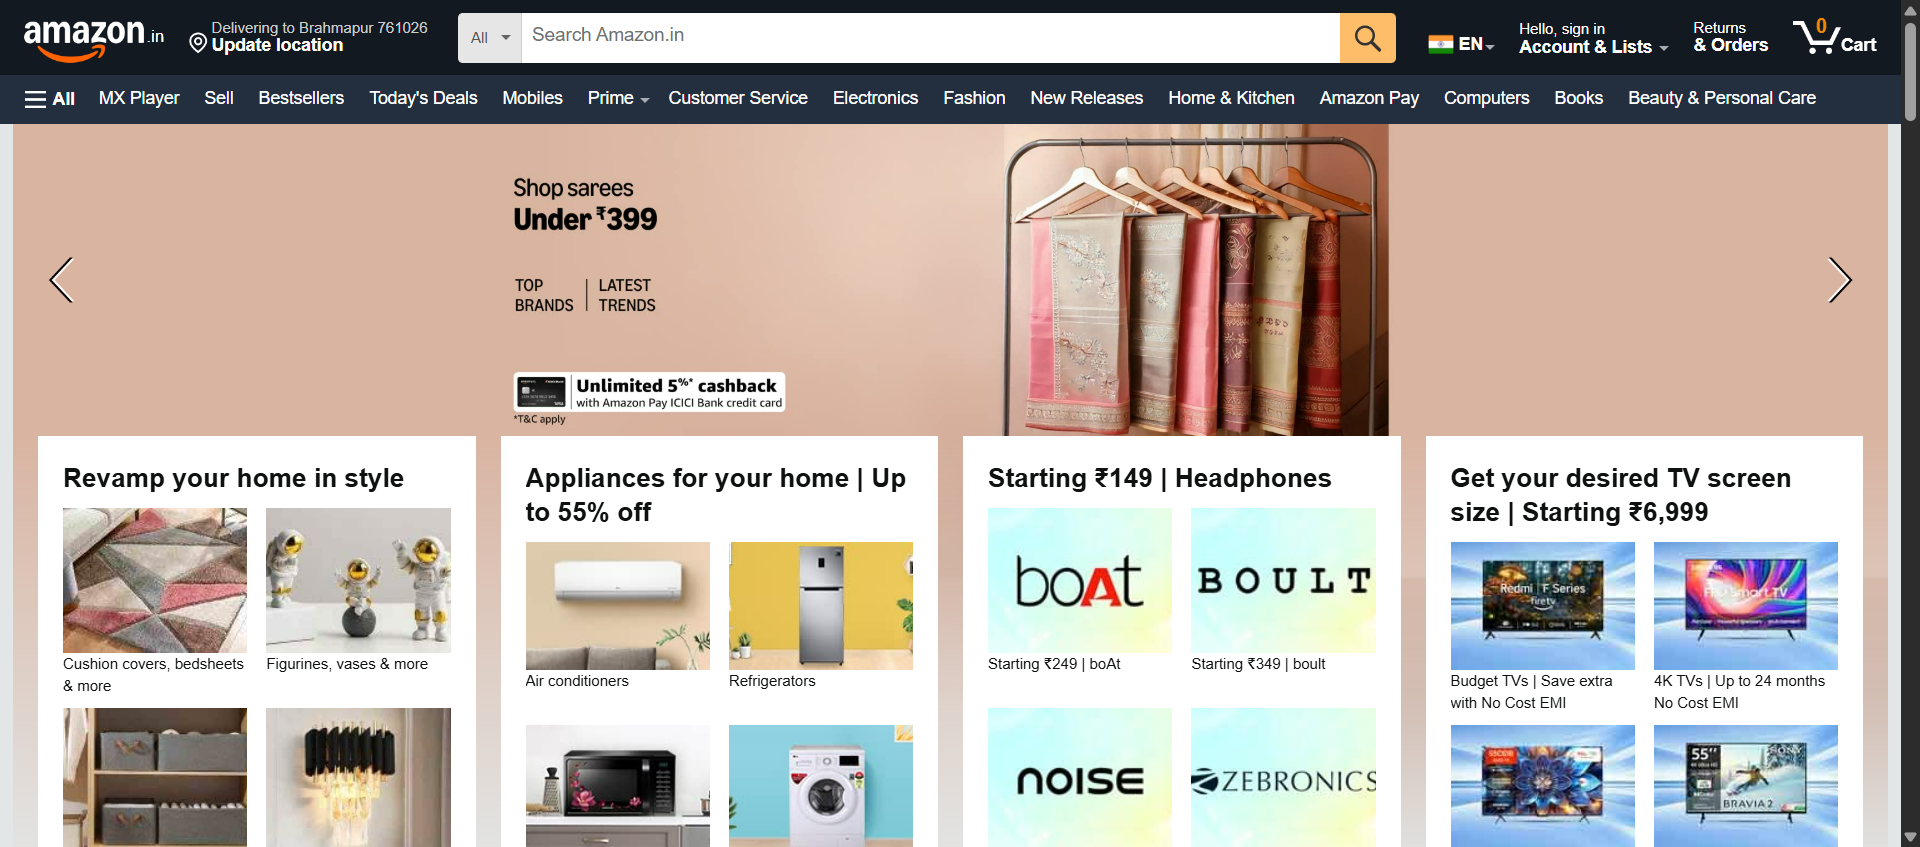 amazon.in
Delivering to Brahmapur 761026
Update location
All
Search Amazon.in
EN
Hello, sign in
Account & Lists
Returns
& Orders
0
Cart
All
MX Player
Sell
Bestsellers
Today's Deals
Mobiles
Prime
Customer Service
Electronics
Fashion
New Releases
Home & Kitchen
Amazon Pay
Computers
Books
Beauty & Personal Care
Shop sarees
Under ₹399
TOP
BRANDS
LATEST
TRENDS
Unlimited 5%* cashback
with Amazon Pay ICICI Bank credit card
*T&C apply
Revamp your home in style
Cushion covers, bedsheets
& more
Figurines, vases & more
Appliances for your home | Up
to 55% off
Air conditioners
Refrigerators
Starting ₹149 | Headphones
boAt
BOULT
Starting ₹249 | boAt
Starting ₹349 | boult
noise
ZEBRONICS
Get your desired TV screen
size | Starting ₹6,999
Redmi | F Series
fire tv
Smart TV
Budget TVs | Save extra
with No Cost EMI
4K TVs | Up to 24 months
No Cost EMI
55"
SONY
BRAVIA 2